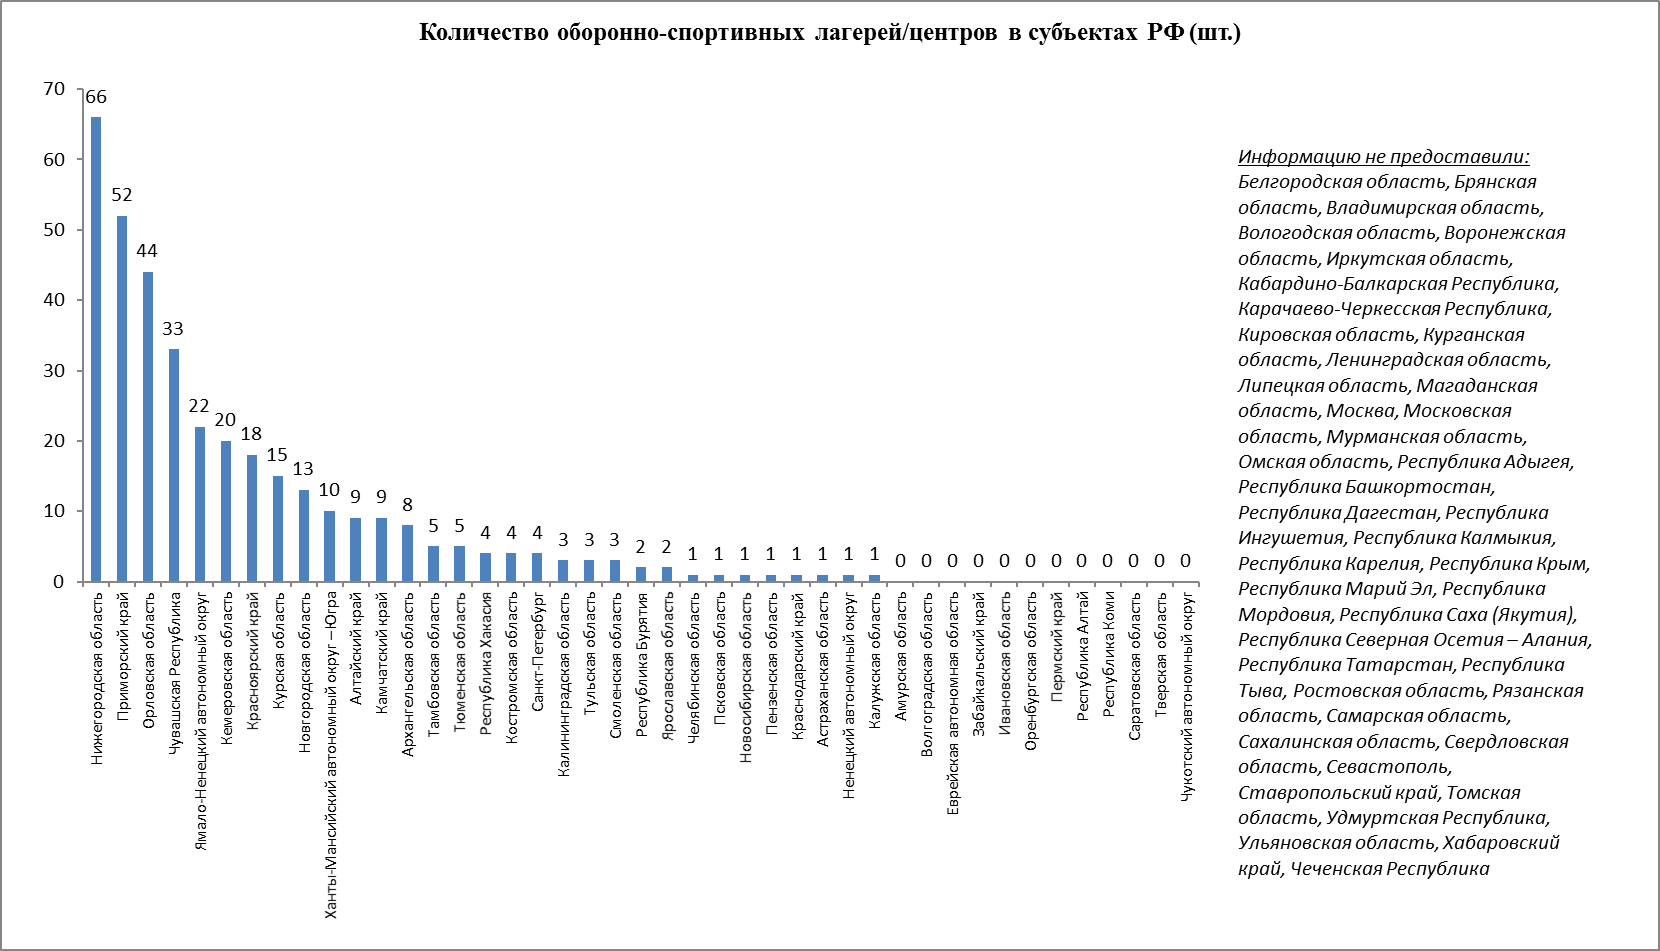 Количество оборонно-спортивных лагерей/центров в субъектах РФ (шт.)
70
60
50
40
30
20
10
0
66
52
44
33
22
20
18
15
13
10
9
9
8
5
5
4
4
4
3
3
3
2
2
1
1
1
1
1
1
1
1
0
0
0
0
0
0
0
0
0
0
0
0
Нижегородская область
Приморский край
Орловская область
Чувашская Республика
Ямало-Ненецкий автономный округ
Кемеровская область
Красноярский край
Курская область
Новгородская область
Ханты-Мансийский автономный округ – Югра
Алтайский край
Камчатский край
Архангельская область
Тамбовская область
Тюменская область
Республика Хакасия
Костромская область
Санкт-Петербург
Калининградская область
Тульская область
Смоленская область
Республика Бурятия
Ярославская область
Челябинская область
Псковская область
Новосибирская область
Пензенская область
Краснодарский край
Астраханская область
Ненецкий автономный округ
Калужская область
Амурская область
Волгоградская область
Еврейская автономная область
Забайкальский край
Ивановская область
Оренбургская область
Пермский край
Республика Алтай
Республика Коми
Саратовская область
Тверская область
Чукотский автономный округ
Информацию не предоставили:
Белгородская область, Брянская
область, Владимирская область,
Вологодская область, Воронежская
область, Иркутская область,
Кабардино-Балкарская Республика,
Карачаево-Черкесская Республика,
Кировская область, Курганская
область, Ленинградская область,
Липецкая область, Магаданская
область, Москва, Московская
область, Мурманская область,
Омская область, Республика Адыгея,
Республика Башкортостан,
Республика Дагестан, Республика
Ингушетия, Республика Калмыкия,
Республика Карелия, Республика Крым,
Республика Марий Эл, Республика
Мордовия, Республика Саха (Якутия),
Республика Северная Осетия – Алания,
Республика Татарстан, Республика
Тыва, Ростовская область, Рязанская
область, Самарская область,
Сахалинская область, Свердловская
область, Севастополь,
Ставропольский край, Томская
область, Удмуртская Республика,
Ульяновская область, Хабаровский
край, Чеченская Республика